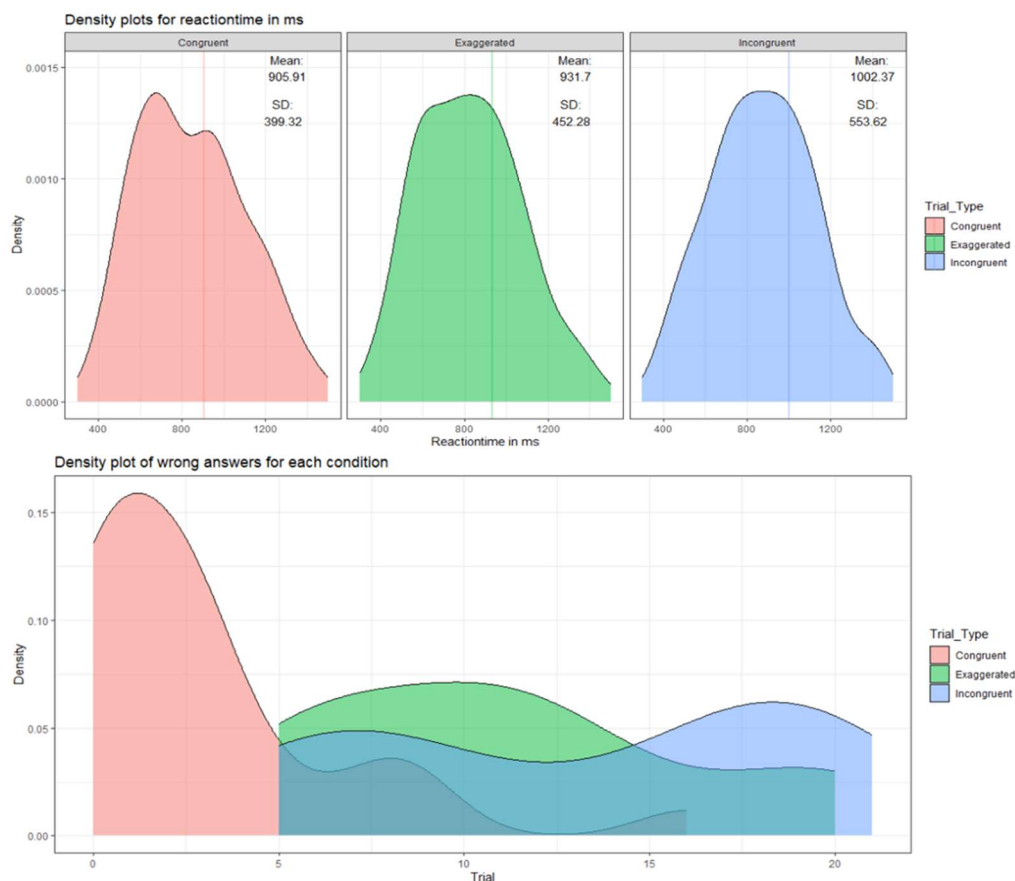 Density plots for reactiontime in ms
Congruent
Exaggerated
Incongruent
Mean:
905.91
SD:
399.32
Mean:
931.7
SD:
452.28
Mean:
1002.37
SD:
553.62
0.0015
0.0010
0.0005
0.0000
Density
400 800 1200
400 800 1200
400 800 1200
Reactiontime in ms
Trial_Type
Congruent
Exaggerated
Incongruent
Density plot of wrong answers for each condition
0.15
0.10
0.05
0.00
Density
0 5 10 15 20
Trial
Trial_Type
Congruent
Exaggerated
Incongruent